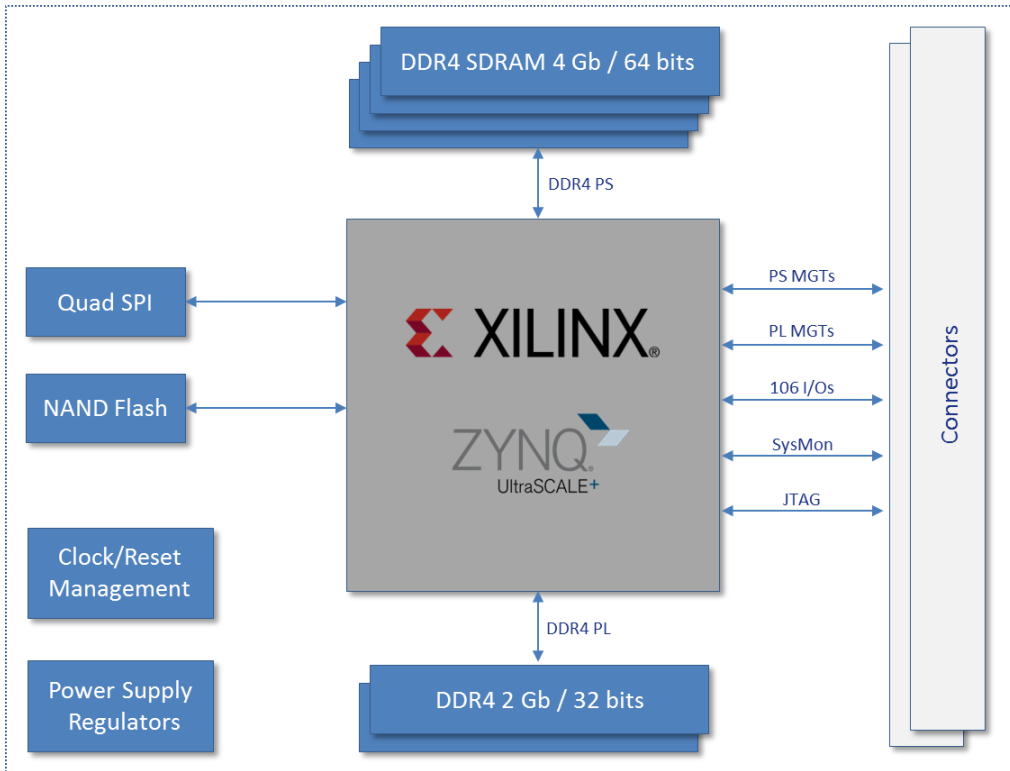 DDR4 SDRAM 4 Gb / 64 bits
DDR4 PS
Quad SPI
NAND Flash
Clock/Reset
Management
Power Supply
Regulators
XILINX®
ZYNQ®
UltraSCALE+
PS MGTs
PL MGTs
106 I/Os
SysMon
JTAG
Connectors
DDR4 PL
DDR4 2 Gb / 32 bits